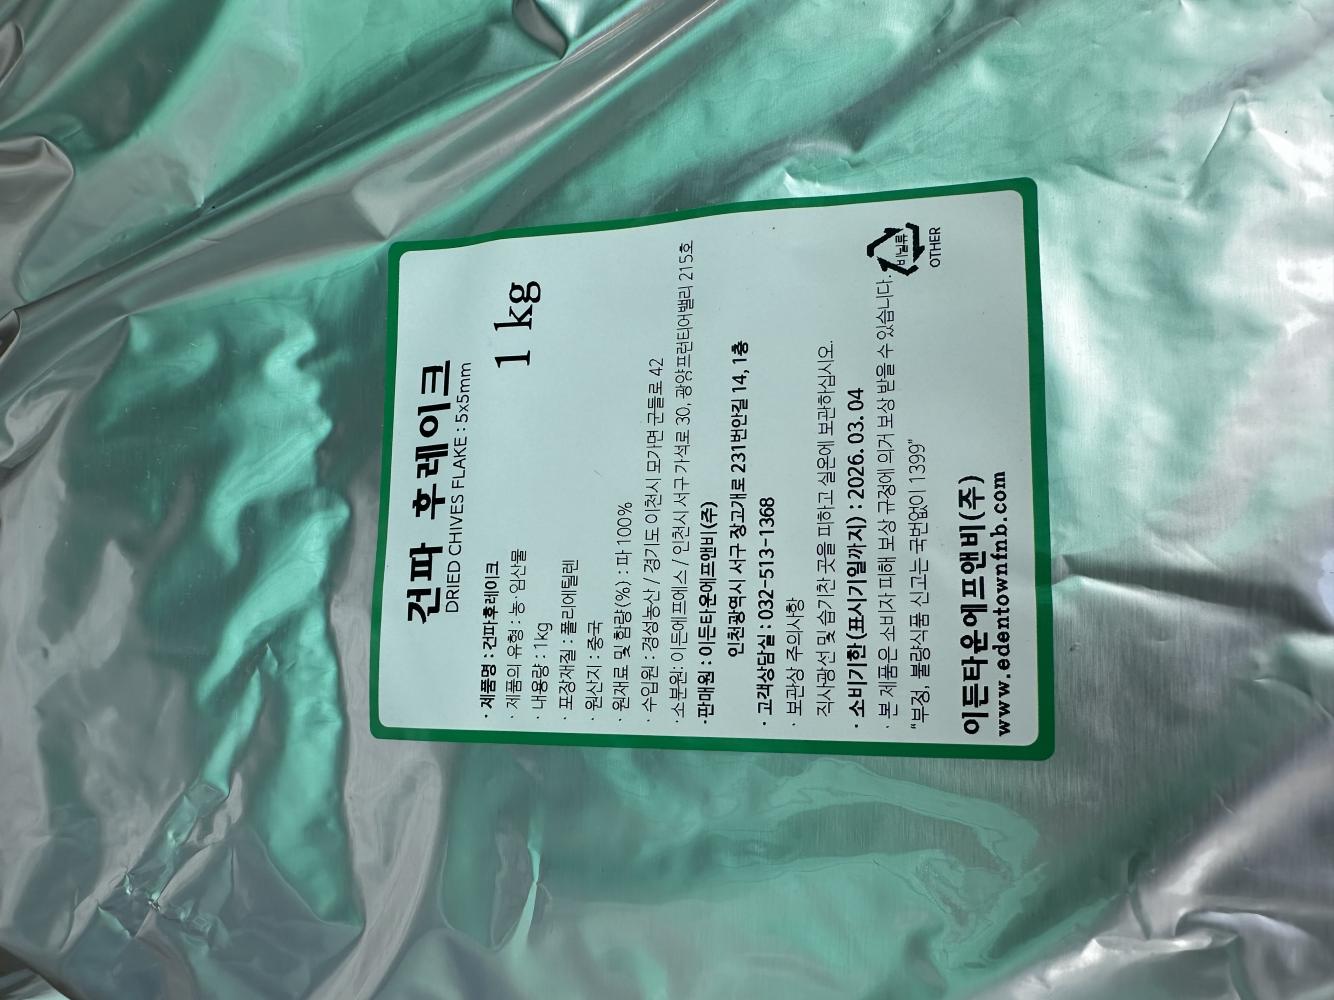 건파 후레이크
DRIED CHIVES FLAKE : 5x5mm
1 kg
· 제품명 : 건파후레이크
· 제품의 유형 : 농·임산물
· 내용량 : 1kg
· 포장재질 : 폴리에틸렌
· 원산지 : 중국
· 원재료 및 함량(%) : 파 100%
· 수입원 : 경성농산 / 경기도 이천시 모가면 군들로 42
· 소분원: 이든에프에스 / 인천시 서구 가석로 30, 광양프런티어밸리 215호
·판매원 : 이든타운에프앤비(주)
인천광역시 서구 장고개로 231번안길 14, 1층
· 고객상담실 : 032-513-1368
· 보관상 주의사항
직사광선 및 습기찬 곳을 피하고 실온에 보관하십시오.
· 소비기한(표시기일까지) : 2026. 03. 04
· 본 제품은 소비자 피해 보상 규정에 의거 보상 받을 수 있습니다.
"부정, 불량식품 신고는 국번없이 1399"
비닐류
OTHER
이든타운에프앤비(주)
www.edentownfnb.com